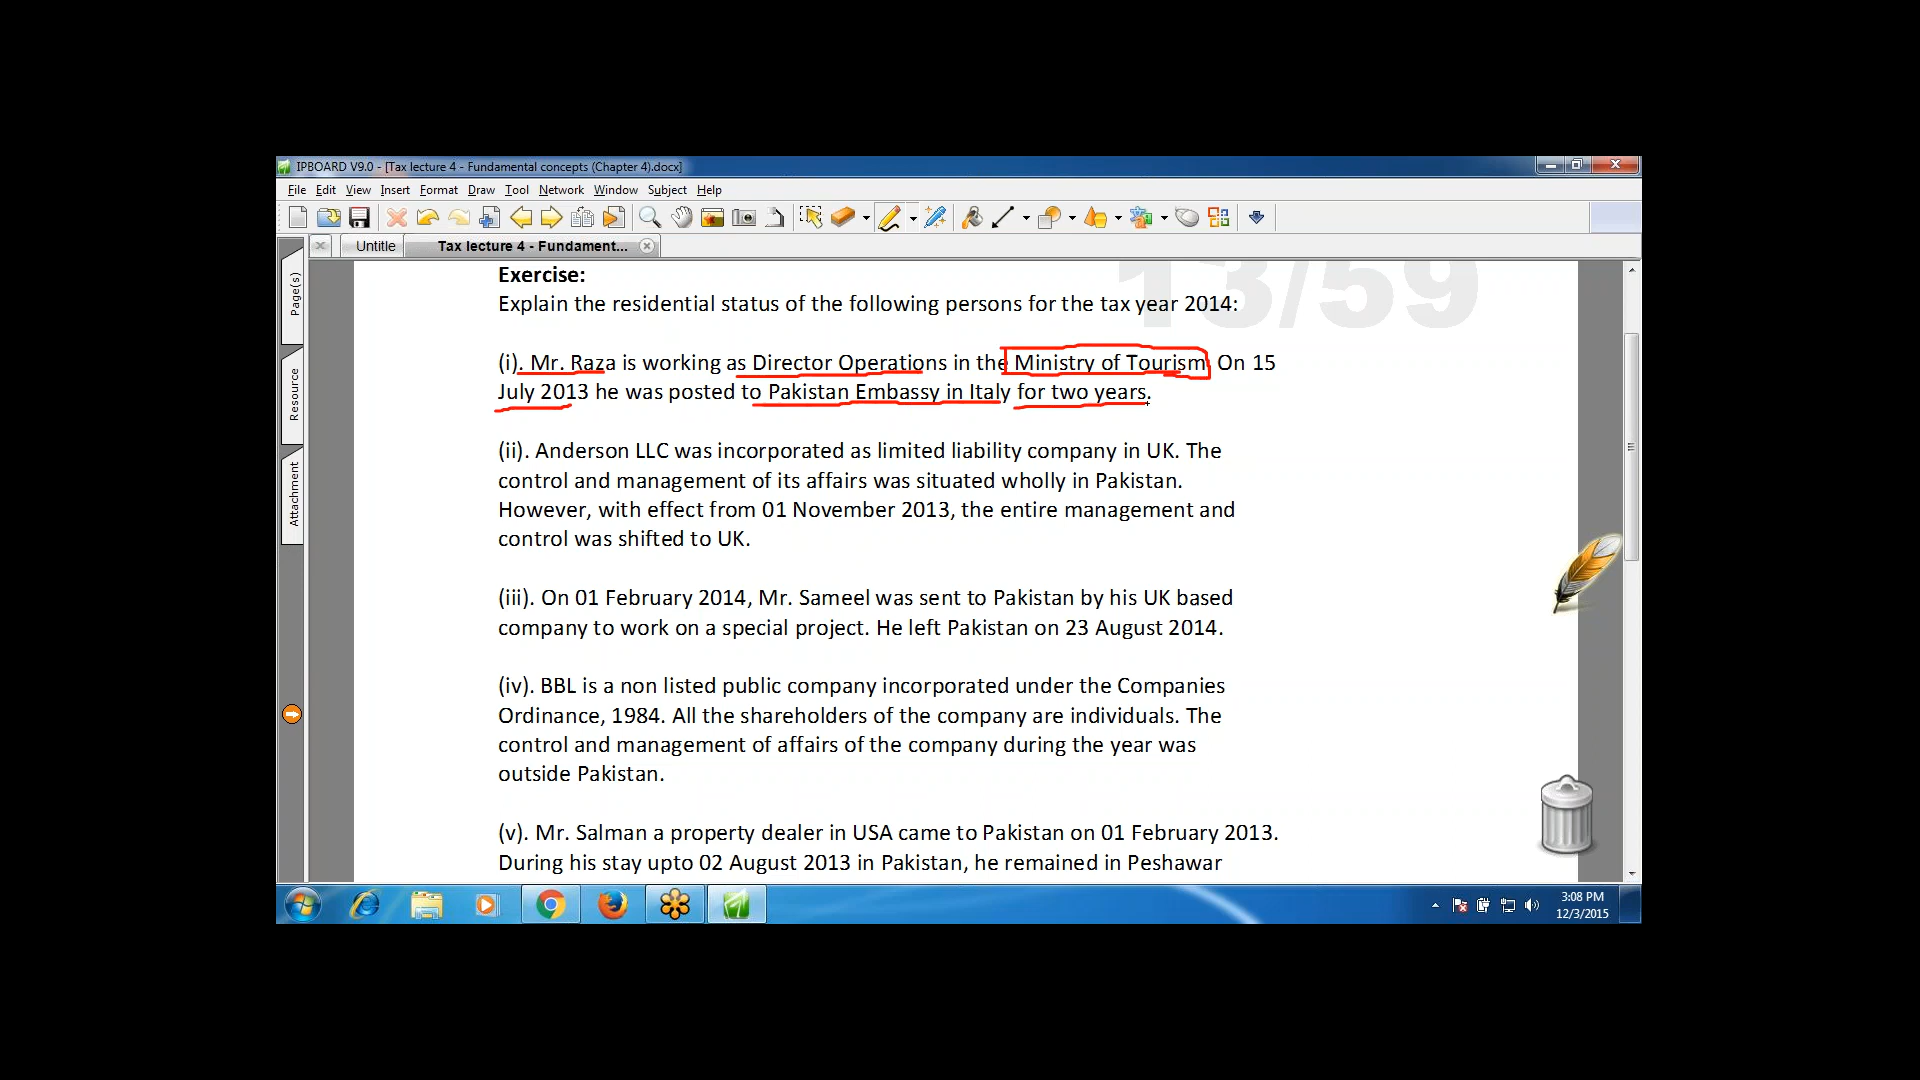 IPBOARD V9.0 - [Tax lecture 4 - Fundamental concepts (Chapter 4).docx]
File Edit View Insert Format Draw Tool Network Window Subject Help
Untitle Tax lecture 4 - Fundament...
Page(s)
Resource
Attachment
13/59
Exercise:
Explain the residential status of the following persons for the tax year 2014:
(i). Mr. Raza is working as Director Operations in the Ministry of Tourism. On 15
July 2013 he was posted to Pakistan Embassy in Italy for two years.
(ii). Anderson LLC was incorporated as limited liability company in UK. The
control and management of its affairs was situated wholly in Pakistan.
However, with effect from 01 November 2013, the entire management and
control was shifted to UK.
(iii). On 01 February 2014, Mr. Sameel was sent to Pakistan by his UK based
company to work on a special project. He left Pakistan on 23 August 2014.
(iv). BBL is a non listed public company incorporated under the Companies
Ordinance, 1984. All the shareholders of the company are individuals. The
control and management of affairs of the company during the year was
outside Pakistan.
(v). Mr. Salman a property dealer in USA came to Pakistan on 01 February 2013.
During his stay upto 02 August 2013 in Pakistan, he remained in Peshawar
3:08 PM
12/3/2015